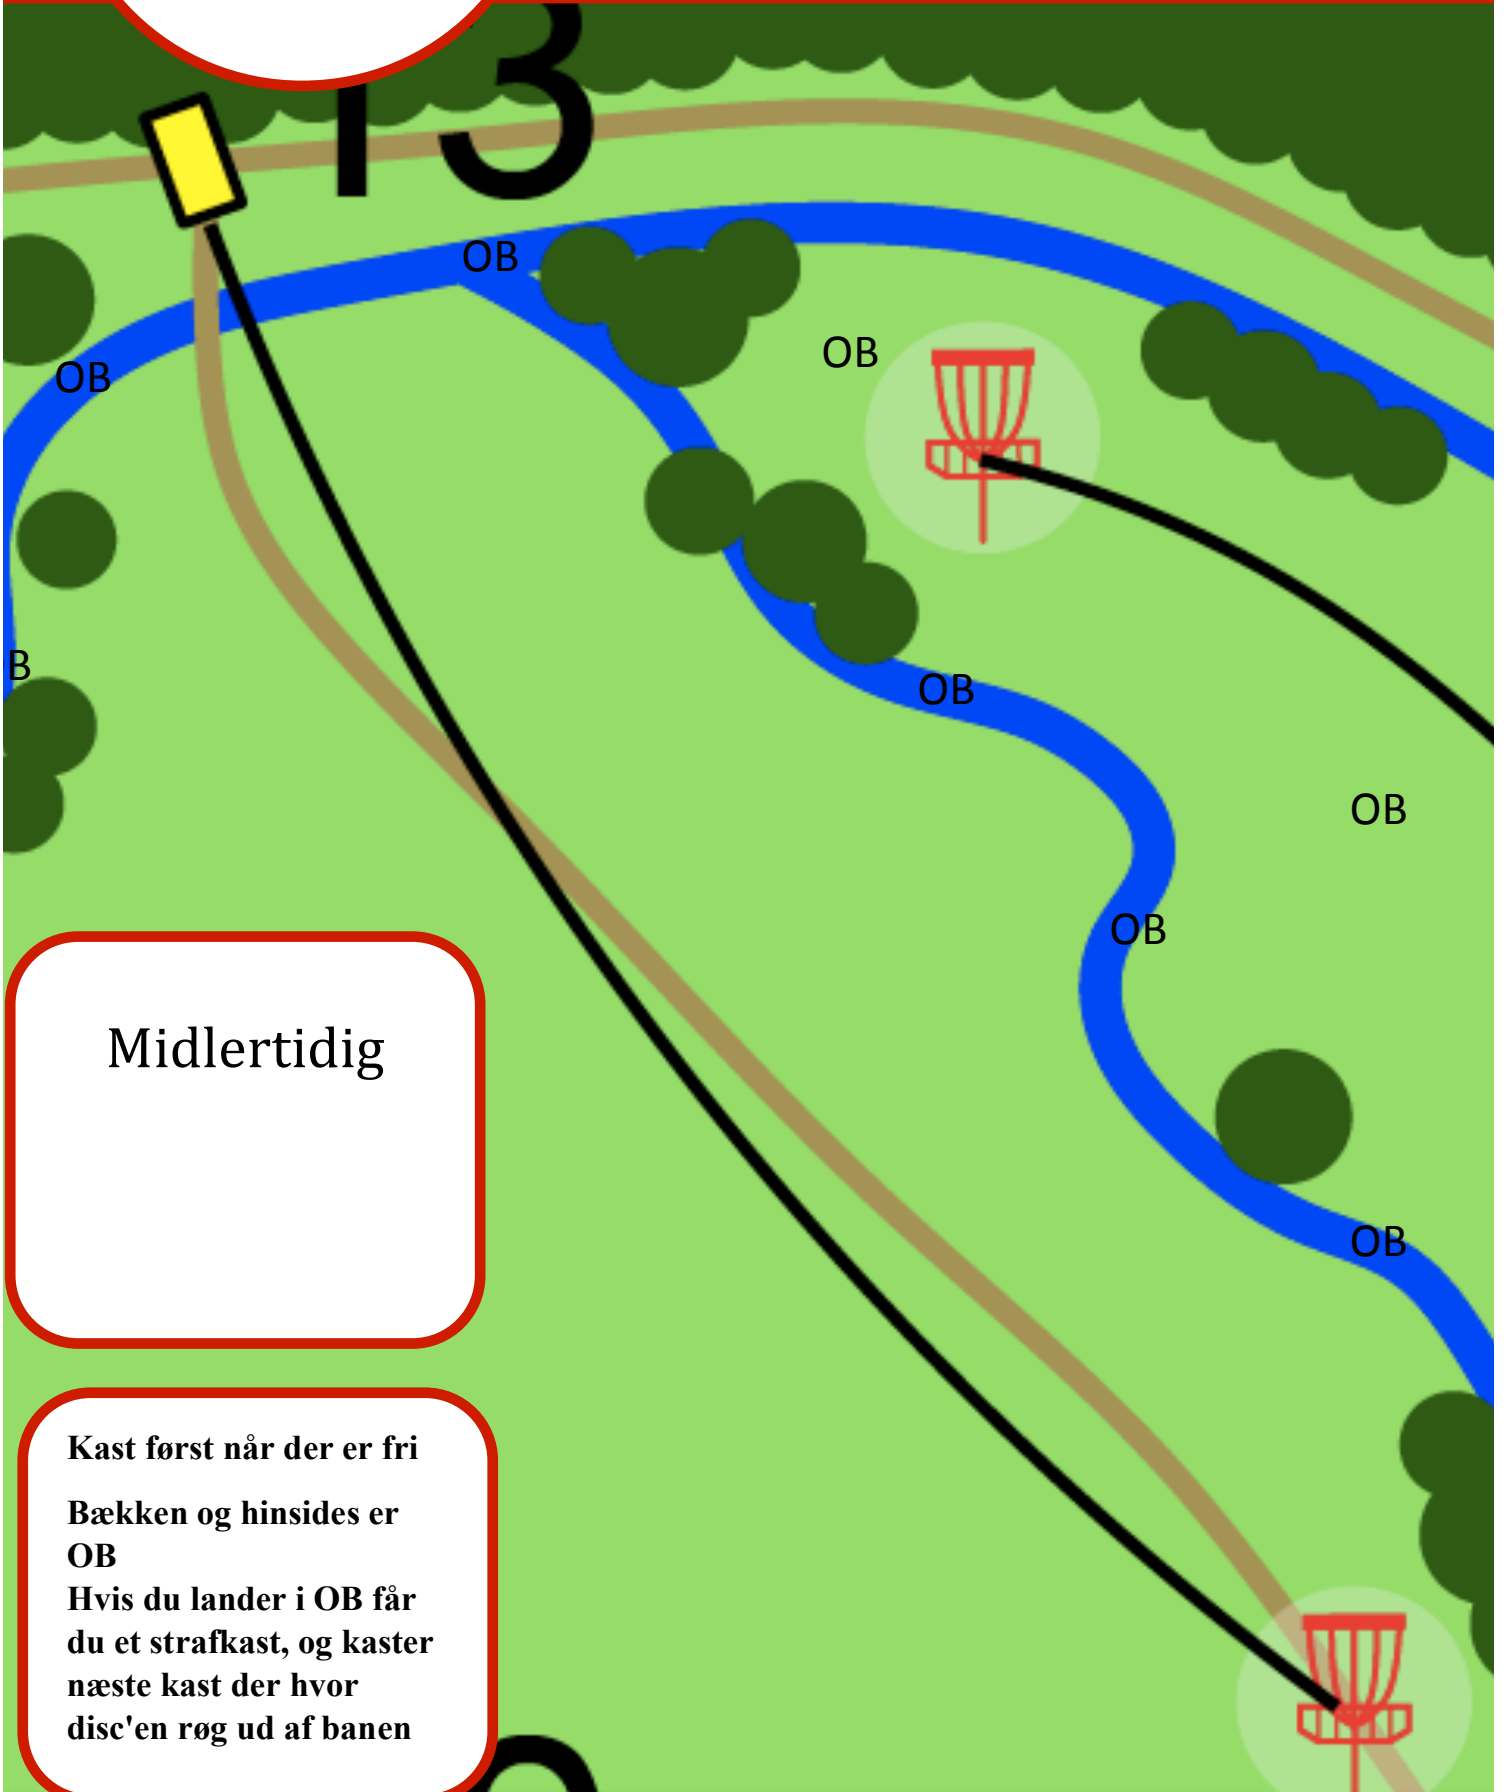 13
OB
OB
OB
B
OB
OB
OB
OB
Midlertidig
Kast først når der er fri
Bækken og hinsides er
OB
Hvis du lander i OB får
du et strafkast, og kaster
næste kast der hvor
disc'en røg ud af banen